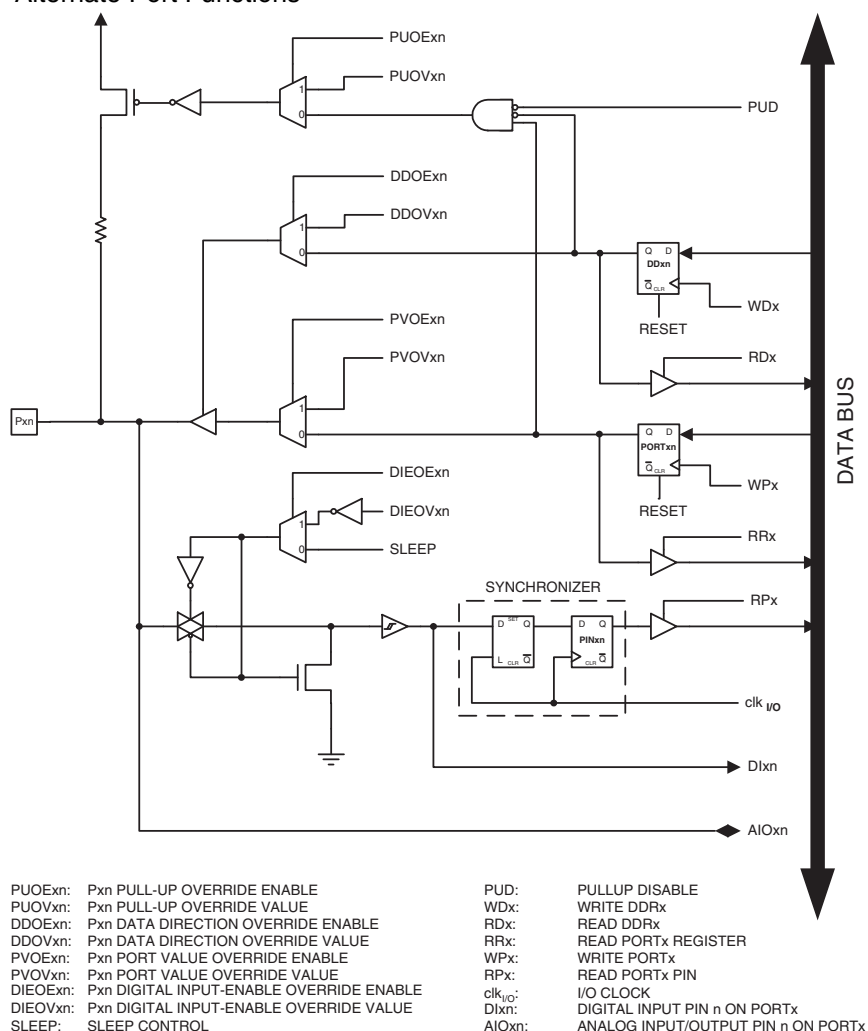 Alternate Port Functions
PUOExn
PUOVxn
1
0
PUD
DDOExn
DDOVxn
1
0
Q D
DDxn
Q CLR
WDx
RESET
RDx
PVOExn
PVOVxn
1
0
Pxn
Q D
PORTxn
Q CLR
WPx
RESET
RRx
DATA BUS
DIEOExn
DIEOVxn
1
0
SLEEP
SYNCHRONIZER
RPx
D SET Q
L CLR Q
D Q
PINxn
CLR Q
clk I/O
DIxn
AIOxn
PUOExn: Pxn PULL-UP OVERRIDE ENABLE
PUOVxn: Pxn PULL-UP OVERRIDE VALUE
DDOExn: Pxn DATA DIRECTION OVERRIDE ENABLE
DDOVxn: Pxn DATA DIRECTION OVERRIDE VALUE
PVOExn: Pxn PORT VALUE OVERRIDE ENABLE
PVOVxn: Pxn PORT VALUE OVERRIDE VALUE
DIEOExn: Pxn DIGITAL INPUT-ENABLE OVERRIDE ENABLE
DIEOVxn: Pxn DIGITAL INPUT-ENABLE OVERRIDE VALUE
SLEEP: SLEEP CONTROL
PUD: PULLUP DISABLE
WDx: WRITE DDRx
RDx: READ DDRx
RRx: READ PORTx REGISTER
WPx: WRITE PORTx
RPx: READ PORTx PIN
clkI/O: I/O CLOCK
DIxn: DIGITAL INPUT PIN n ON PORTx
AIOxn: ANALOG INPUT/OUTPUT PIN n ON PORTx